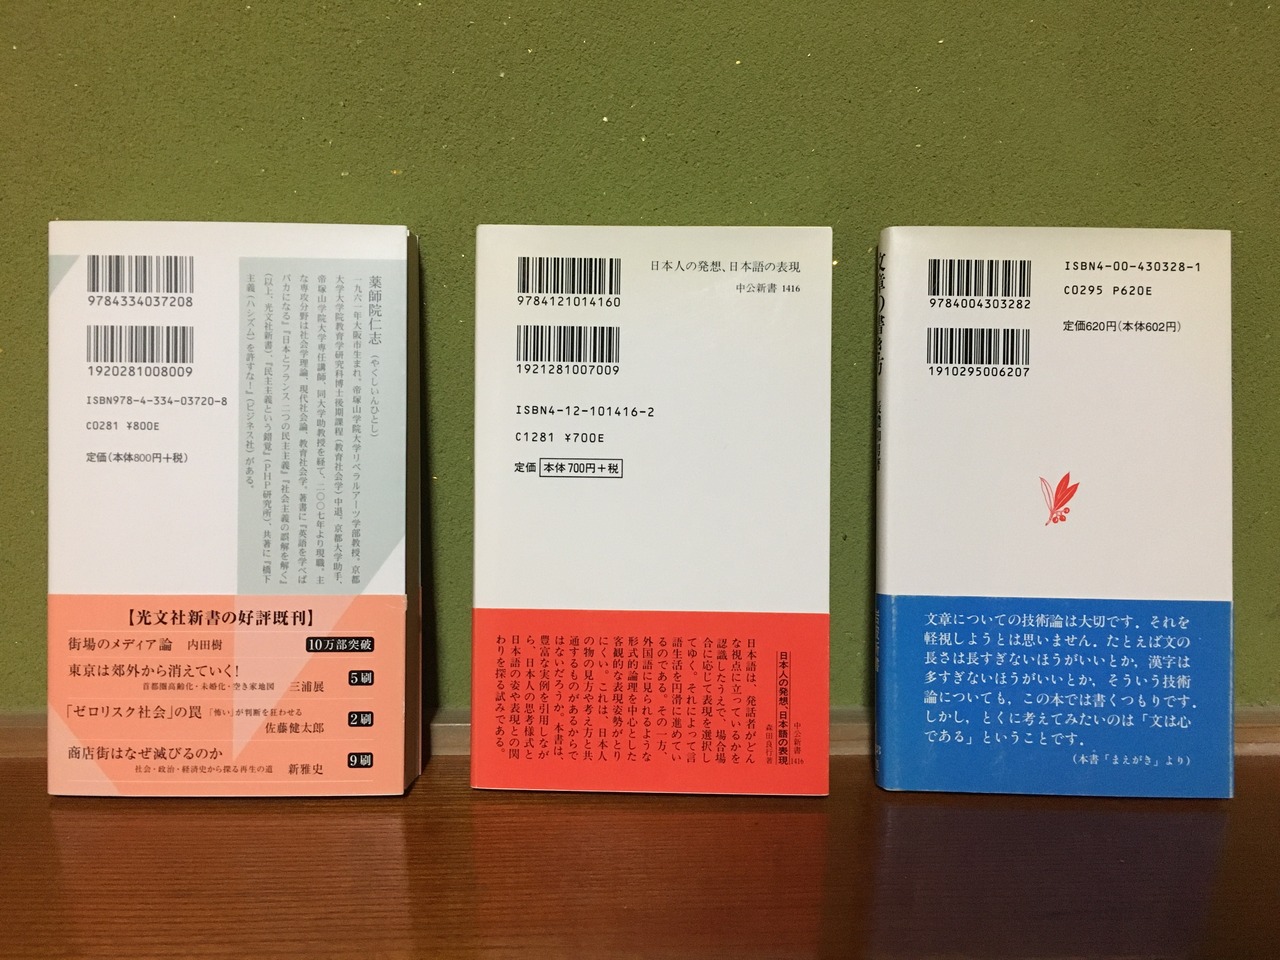 9784334037208
1920281008009
ISBN978-4-334-03720-8
C0281 ¥800E
定価(本体800円+税)
薬師院仁志(やくしいんひとし)
一九六一年大阪市生まれ。帝塚山学院大学リベラルアーツ学部教授。京都
大学大学院教育学研究科博士後期課程(教育社会学)中退。京都大学助手、
帝塚山学院大学専任講師、同大学助教授を経て、二〇〇七年より現職。主
な専攻分野は社会学理論、現代社会論、教育社会学。著書に『英語を学べば
バカになる』『日本とフランス 二つの民主主義』『社会主義の誤解を解く』
(以上、光文社新書)、『民主主義という錯覚』(PHP研究所)、共著に『橋下
主義(ハシズム)を許すな!』(ビジネス社)がある。
【光文社新書の好評既刊】
街場のメディア論 内田樹 10万部突破
東京は郊外から消えていく!
首都圏高齢化・未婚化・空き家地図 三浦展 5刷
「ゼロリスク社会」の罠 「怖い」が判断を狂わせる
佐藤健太郎 2刷
商店街はなぜ滅びるのか
社会・政治・経済史から探る再生の道 新雅史 9刷
9784121014160
1921281007009
ISBN4-12-101416-2
C1281 ¥700E
定価 本体700円+税
日本人の発想、日本語の表現
中公新書 1416
中公新書 1416
日本人の発想、日本語の表現
森田良行著
日本語は、発話者がどん
な視点に立っているかを
認識したうえで、場合場
合に応じて表現を選択し
てゆく。それによって言
語生活を円滑に進めてい
るのである。その一方、
外国語に見られるような
形式的論理を中心とした
客観的な表現姿勢がとり
にくい。これは、日本人
の物の見方や考え方と共
通するものがあるからで
はないだろうか。本書は、
豊富な実例を引用しなが
ら、日本人の思考様式と
日本語の姿や表現との関
わりを探る試みである。
文章の書き方
9784004303282
1910295006207
ISBN4-00-430328-1
C0295 P620E
定価620円(本体602円)
文章についての技術論は大切です。それを
軽視しようとは思いません。たとえば文の
長さは長すぎないほうがいいとか、漢字は
多すぎないほうがいいとか、そういう技術
論についても、この本では書くつもりです。
しかし、とくに考えてみたいのは「文は心
である」ということです。
(本書「まえがき」より)